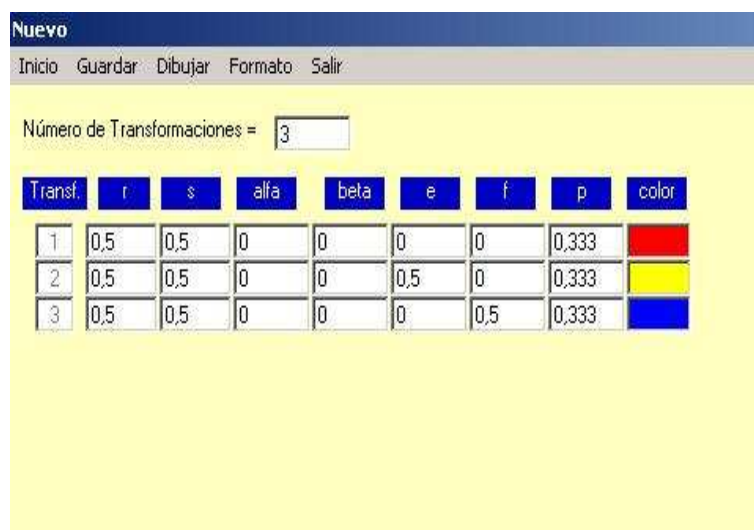 Nuevo
Inicio Guardar Dibujar Formato Salir
Número de Transformaciones = 3
Transf. r s alfa beta e f p color
1 0,5 0,5 0 0 0 0 0,333
2 0,5 0,5 0 0 0,5 0 0,333
3 0,5 0,5 0 0 0 0,5 0,333